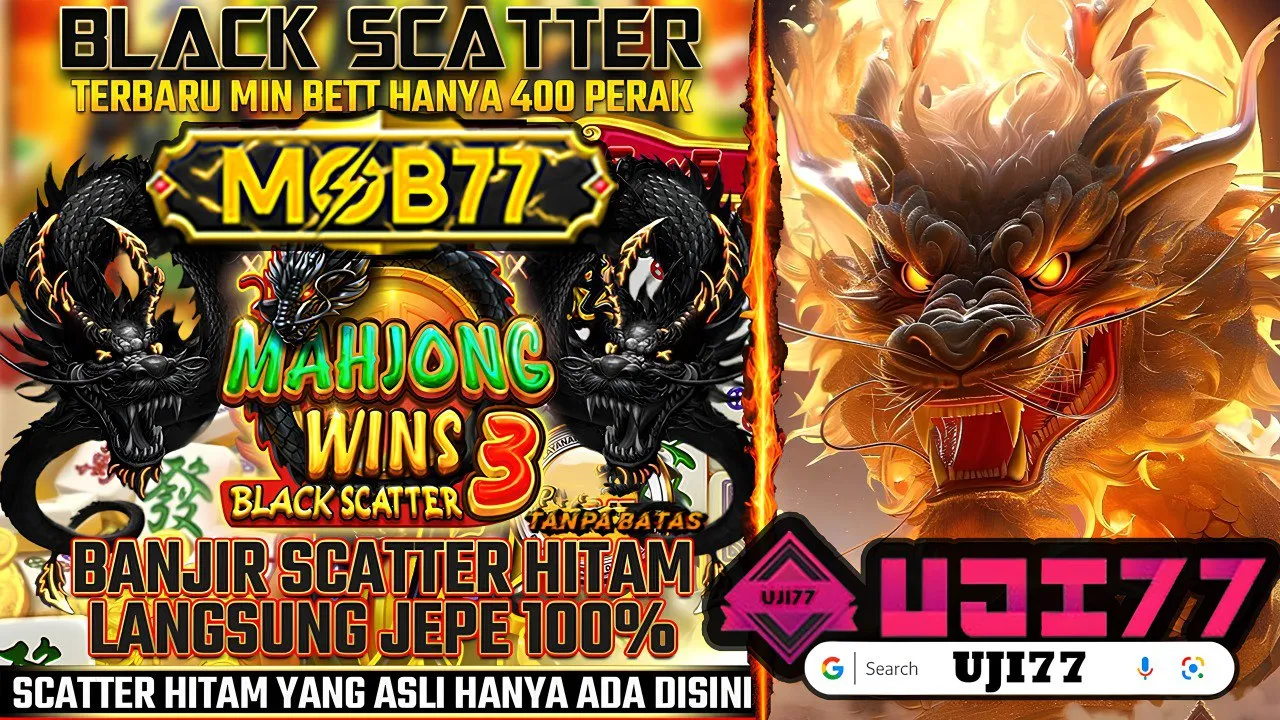 BLACK SCATTER
TERBARU MIN BETT HANYA 400 PERAK
MOB77
MAHJONG
WINS 3
BLACK SCATTER
發
TANPA BATAS
BANJIR SCATTER HITAM
LANGSUNG JEPE 100%
SCATTER HITAM YANG ASLI HANYA ADA DISINI
UJI77
UJI77
G Search UJI77